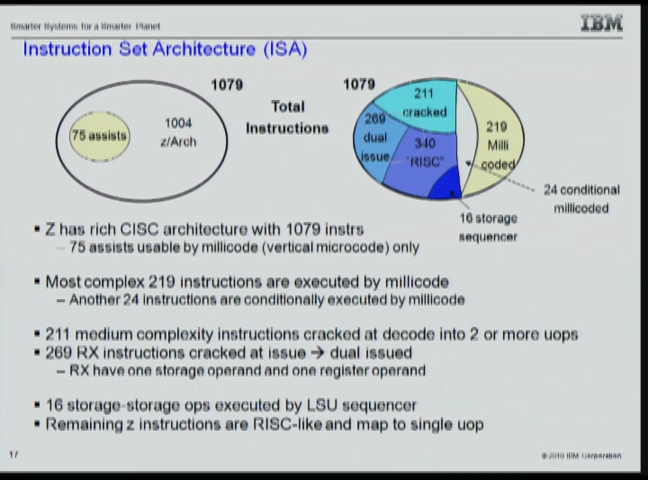 Smarter Systems for a Smarter Planet
IBM
Instruction Set Architecture (ISA)
1079
75 assists
1004
z/Arch
Total
Instructions
1079
211
cracked
269
dual
issue
340
"RISC"
219
Milli
coded
24 conditional
millicoded
16 storage
sequencer
▪ Z has rich CISC architecture with 1079 instrs
– 75 assists usable by millicode (vertical microcode) only
▪ Most complex 219 instructions are executed by millicode
– Another 24 instructions are conditionally executed by millicode
▪ 211 medium complexity instructions cracked at decode into 2 or more uops
▪ 269 RX instructions cracked at issue → dual issued
– RX have one storage operand and one register operand
▪ 16 storage-storage ops executed by LSU sequencer
▪ Remaining z instructions are RISC-like and map to single uop
17
© 2010 IBM Corporation